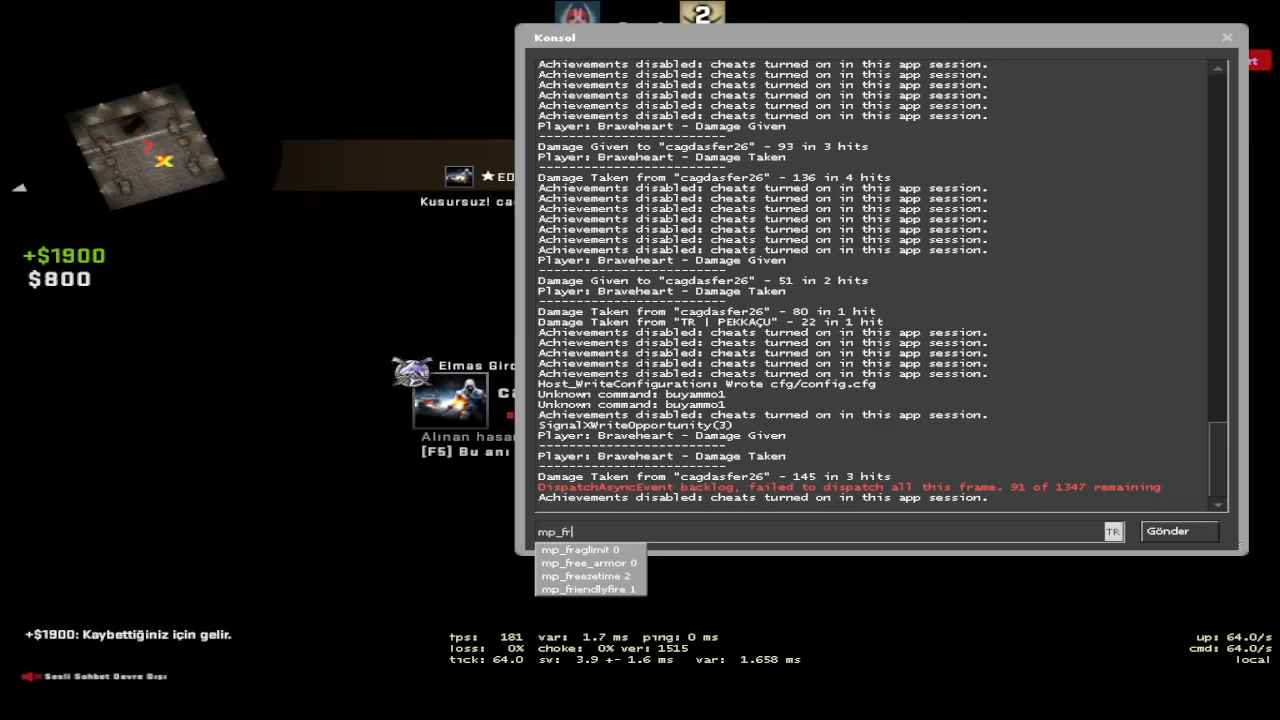 2
Konsol
rt
Achievements disabled: cheats turned on in this app session.
Achievements disabled: cheats turned on in this app session.
Achievements disabled: cheats turned on in this app session.
Achievements disabled: cheats turned on in this app session.
Achievements disabled: cheats turned on in this app session.
Achievements disabled: cheats turned on in this app session.
Player: Braveheart - Damage Given
-------------------------
Damage Given to "cagdasfer26" - 93 in 3 hits
Player: Braveheart - Damage Taken
-------------------------
Damage Taken from "cagdasfer26" - 136 in 4 hits
Achievements disabled: cheats turned on in this app session.
Achievements disabled: cheats turned on in this app session.
Achievements disabled: cheats turned on in this app session.
Achievements disabled: cheats turned on in this app session.
Achievements disabled: cheats turned on in this app session.
Achievements disabled: cheats turned on in this app session.
Achievements disabled: cheats turned on in this app session.
Player: Braveheart - Damage Given
-------------------------
Damage Given to "cagdasfer26" - 51 in 2 hits
Player: Braveheart - Damage Taken
-------------------------
Damage Taken from "cagdasfer26" - 80 in 1 hit
Damage Taken from "TR | PEKKAÇU" - 22 in 1 hit
Achievements disabled: cheats turned on in this app session.
Achievements disabled: cheats turned on in this app session.
Achievements disabled: cheats turned on in this app session.
Achievements disabled: cheats turned on in this app session.
Achievements disabled: cheats turned on in this app session.
Host_WriteConfiguration: Wrote cfg/config.cfg
Unknown command: buyammo1
Unknown command: buyammo1
Achievements disabled: cheats turned on in this app session.
SignalXWriteOpportunity(3)
Player: Braveheart - Damage Given
-------------------------
Player: Braveheart - Damage Taken
-------------------------
Damage Taken from "cagdasfer26" - 145 in 3 hits
DispatchAsyncEvent backlog, failed to dispatch all this frame. 91 of 1347 remaining
Achievements disabled: cheats turned on in this app session.
mp_fr
TR
Gönder
mp_fraglimit 0
mp_free_armor 0
mp_freezetime 2
mp_friendlyfire 1
★ED
Kusursuz! ca
+$1900
$800
Elmas Giro
ca
s
Alınan hasar
[F5] Bu anı
+$1900: Kaybettiğiniz için gelir.
Sesli Sohbet Devre Dışı
fps: 181 var: 1.7 ms ping: 0 ms
loss: 0% choke: 0% ver: 1515
tick: 64.0 sv: 3.9 +- 1.6 ms var: 1.658 ms
up: 64.0/s
cmd: 64.0/s
local